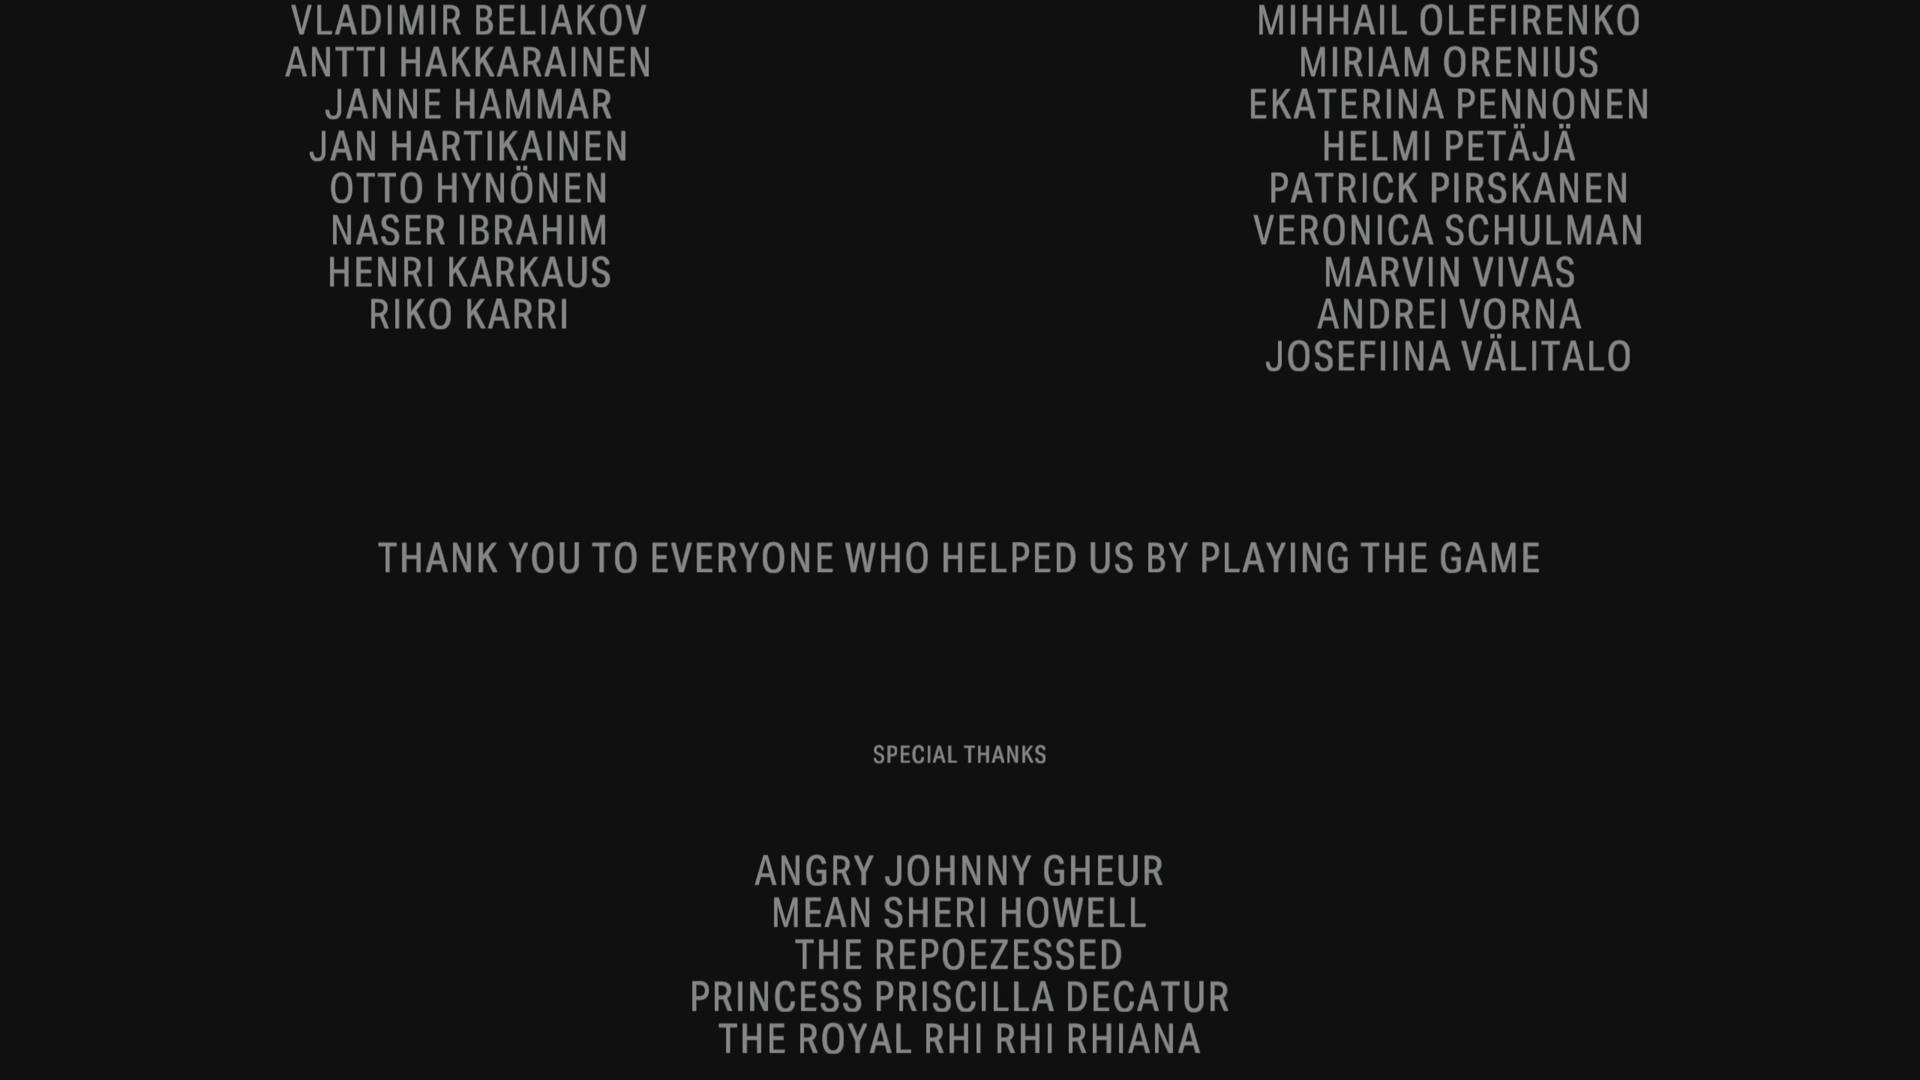 VLADIMIR BELIAKOV
ANTTI HAKKARAINEN
JANNE HAMMAR
JAN HARTIKAINEN
OTTO HYNÖNEN
NASER IBRAHIM
HENRI KARKAUS
RIKO KARRI
MIHHAIL OLEFIRENKO
MIRIAM ORENIUS
EKATERINA PENNONEN
HELMI PETÄJÄ
PATRICK PIRSKANEN
VERONICA SCHULMAN
MARVIN VIVAS
ANDREI VORNA
JOSEFIINA VÄLITALO
THANK YOU TO EVERYONE WHO HELPED US BY PLAYING THE GAME
SPECIAL THANKS
ANGRY JOHNNY GHEUR
MEAN SHERI HOWELL
THE REPOEZESSED
PRINCESS PRISCILLA DECATUR
THE ROYAL RHI RHI RHIANA